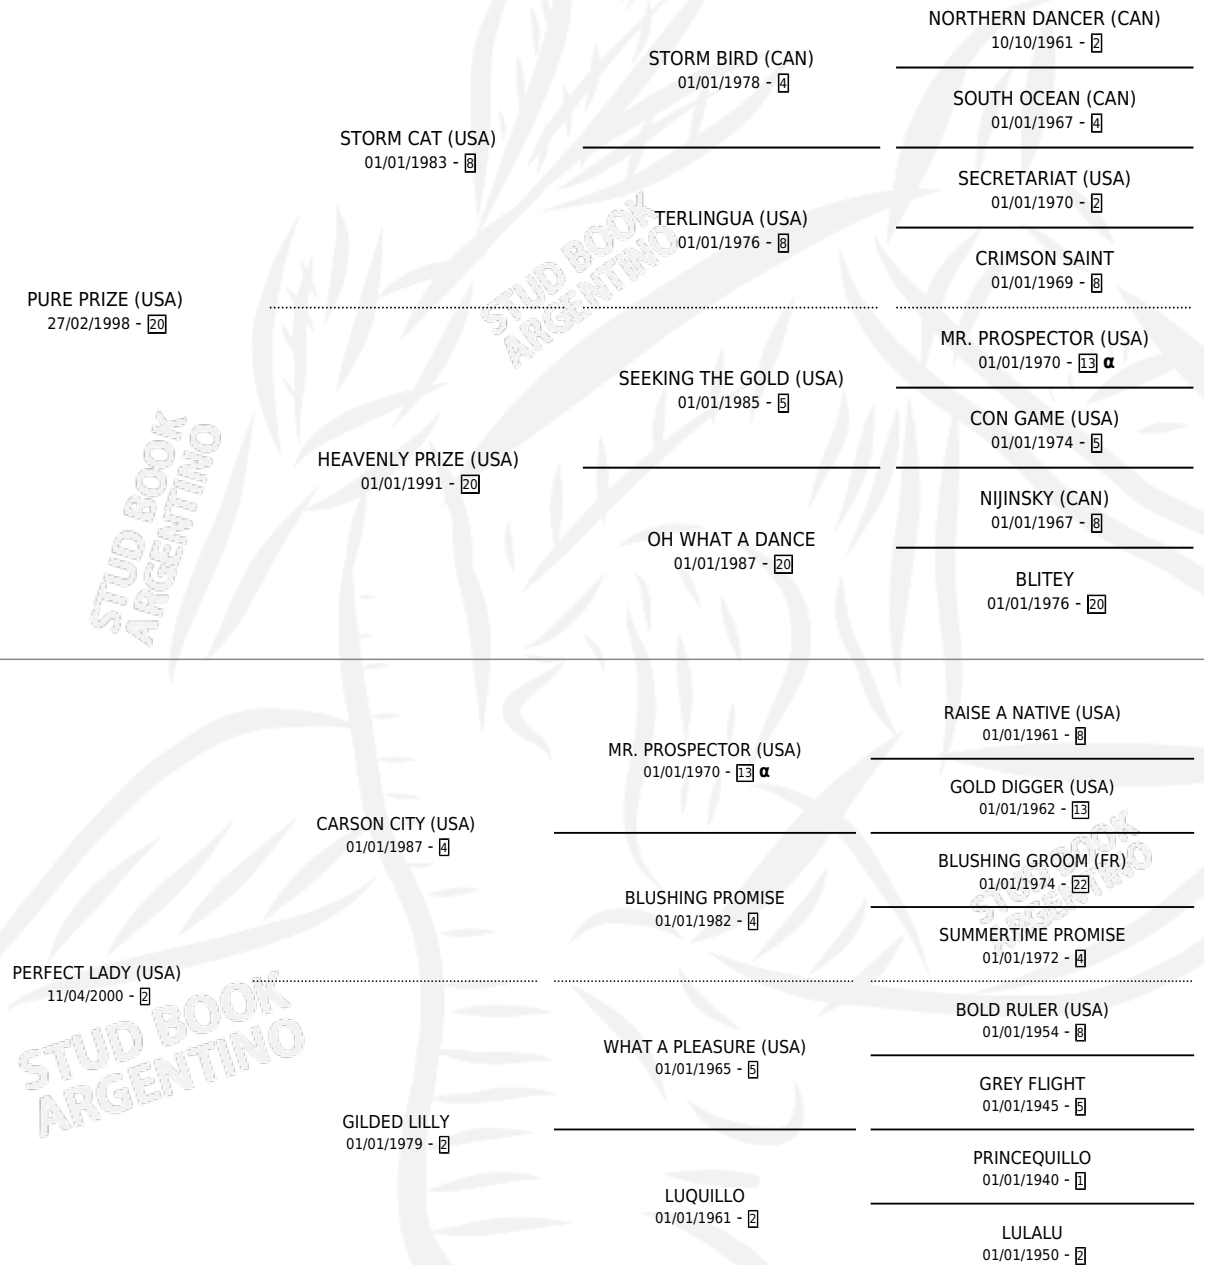 NORTHERN DANCER (CAN)
10/10/1961 - 2
STORM BIRD (CAN)
01/01/1978 - 4
SOUTH OCEAN (CAN)
01/01/1967 - 4
STORM CAT (USA)
01/01/1983 - 8
SECRETARIAT (USA)
01/01/1970 - 2
TERLINGUA (USA)
01/01/1976 - 8
CRIMSON SAINT
01/01/1969 - 8
PURE PRIZE (USA)
27/02/1998 - 20
MR. PROSPECTOR (USA)
01/01/1970 - 13 α
SEEKING THE GOLD (USA)
01/01/1985 - 5
CON GAME (USA)
01/01/1974 - 5
HEAVENLY PRIZE (USA)
01/01/1991 - 20
NIJINSKY (CAN)
01/01/1967 - 8
OH WHAT A DANCE
01/01/1987 - 20
BLITEY
01/01/1976 - 20
RAISE A NATIVE (USA)
01/01/1961 - 8
MR. PROSPECTOR (USA)
01/01/1970 - 13 α
GOLD DIGGER (USA)
01/01/1962 - 13
CARSON CITY (USA)
01/01/1987 - 4
BLUSHING GROOM (FR)
01/01/1974 - 22
BLUSHING PROMISE
01/01/1982 - 4
SUMMERTIME PROMISE
01/01/1972 - 4
PERFECT LADY (USA)
11/04/2000 - 2
BOLD RULER (USA)
01/01/1954 - 8
WHAT A PLEASURE (USA)
01/01/1965 - 5
GREY FLIGHT
01/01/1945 - 5
GILDED LILLY
01/01/1979 - 2
PRINCEQUILLO
01/01/1940 - 1
LUQUILLO
01/01/1961 - 2
LULALU
01/01/1950 - 2
STUD BOOK
ARGENTINO
STUD BOOK
ARGENTINO
STUD BOOK
ARGENTINO
STUD BOOK
ARGENTINO